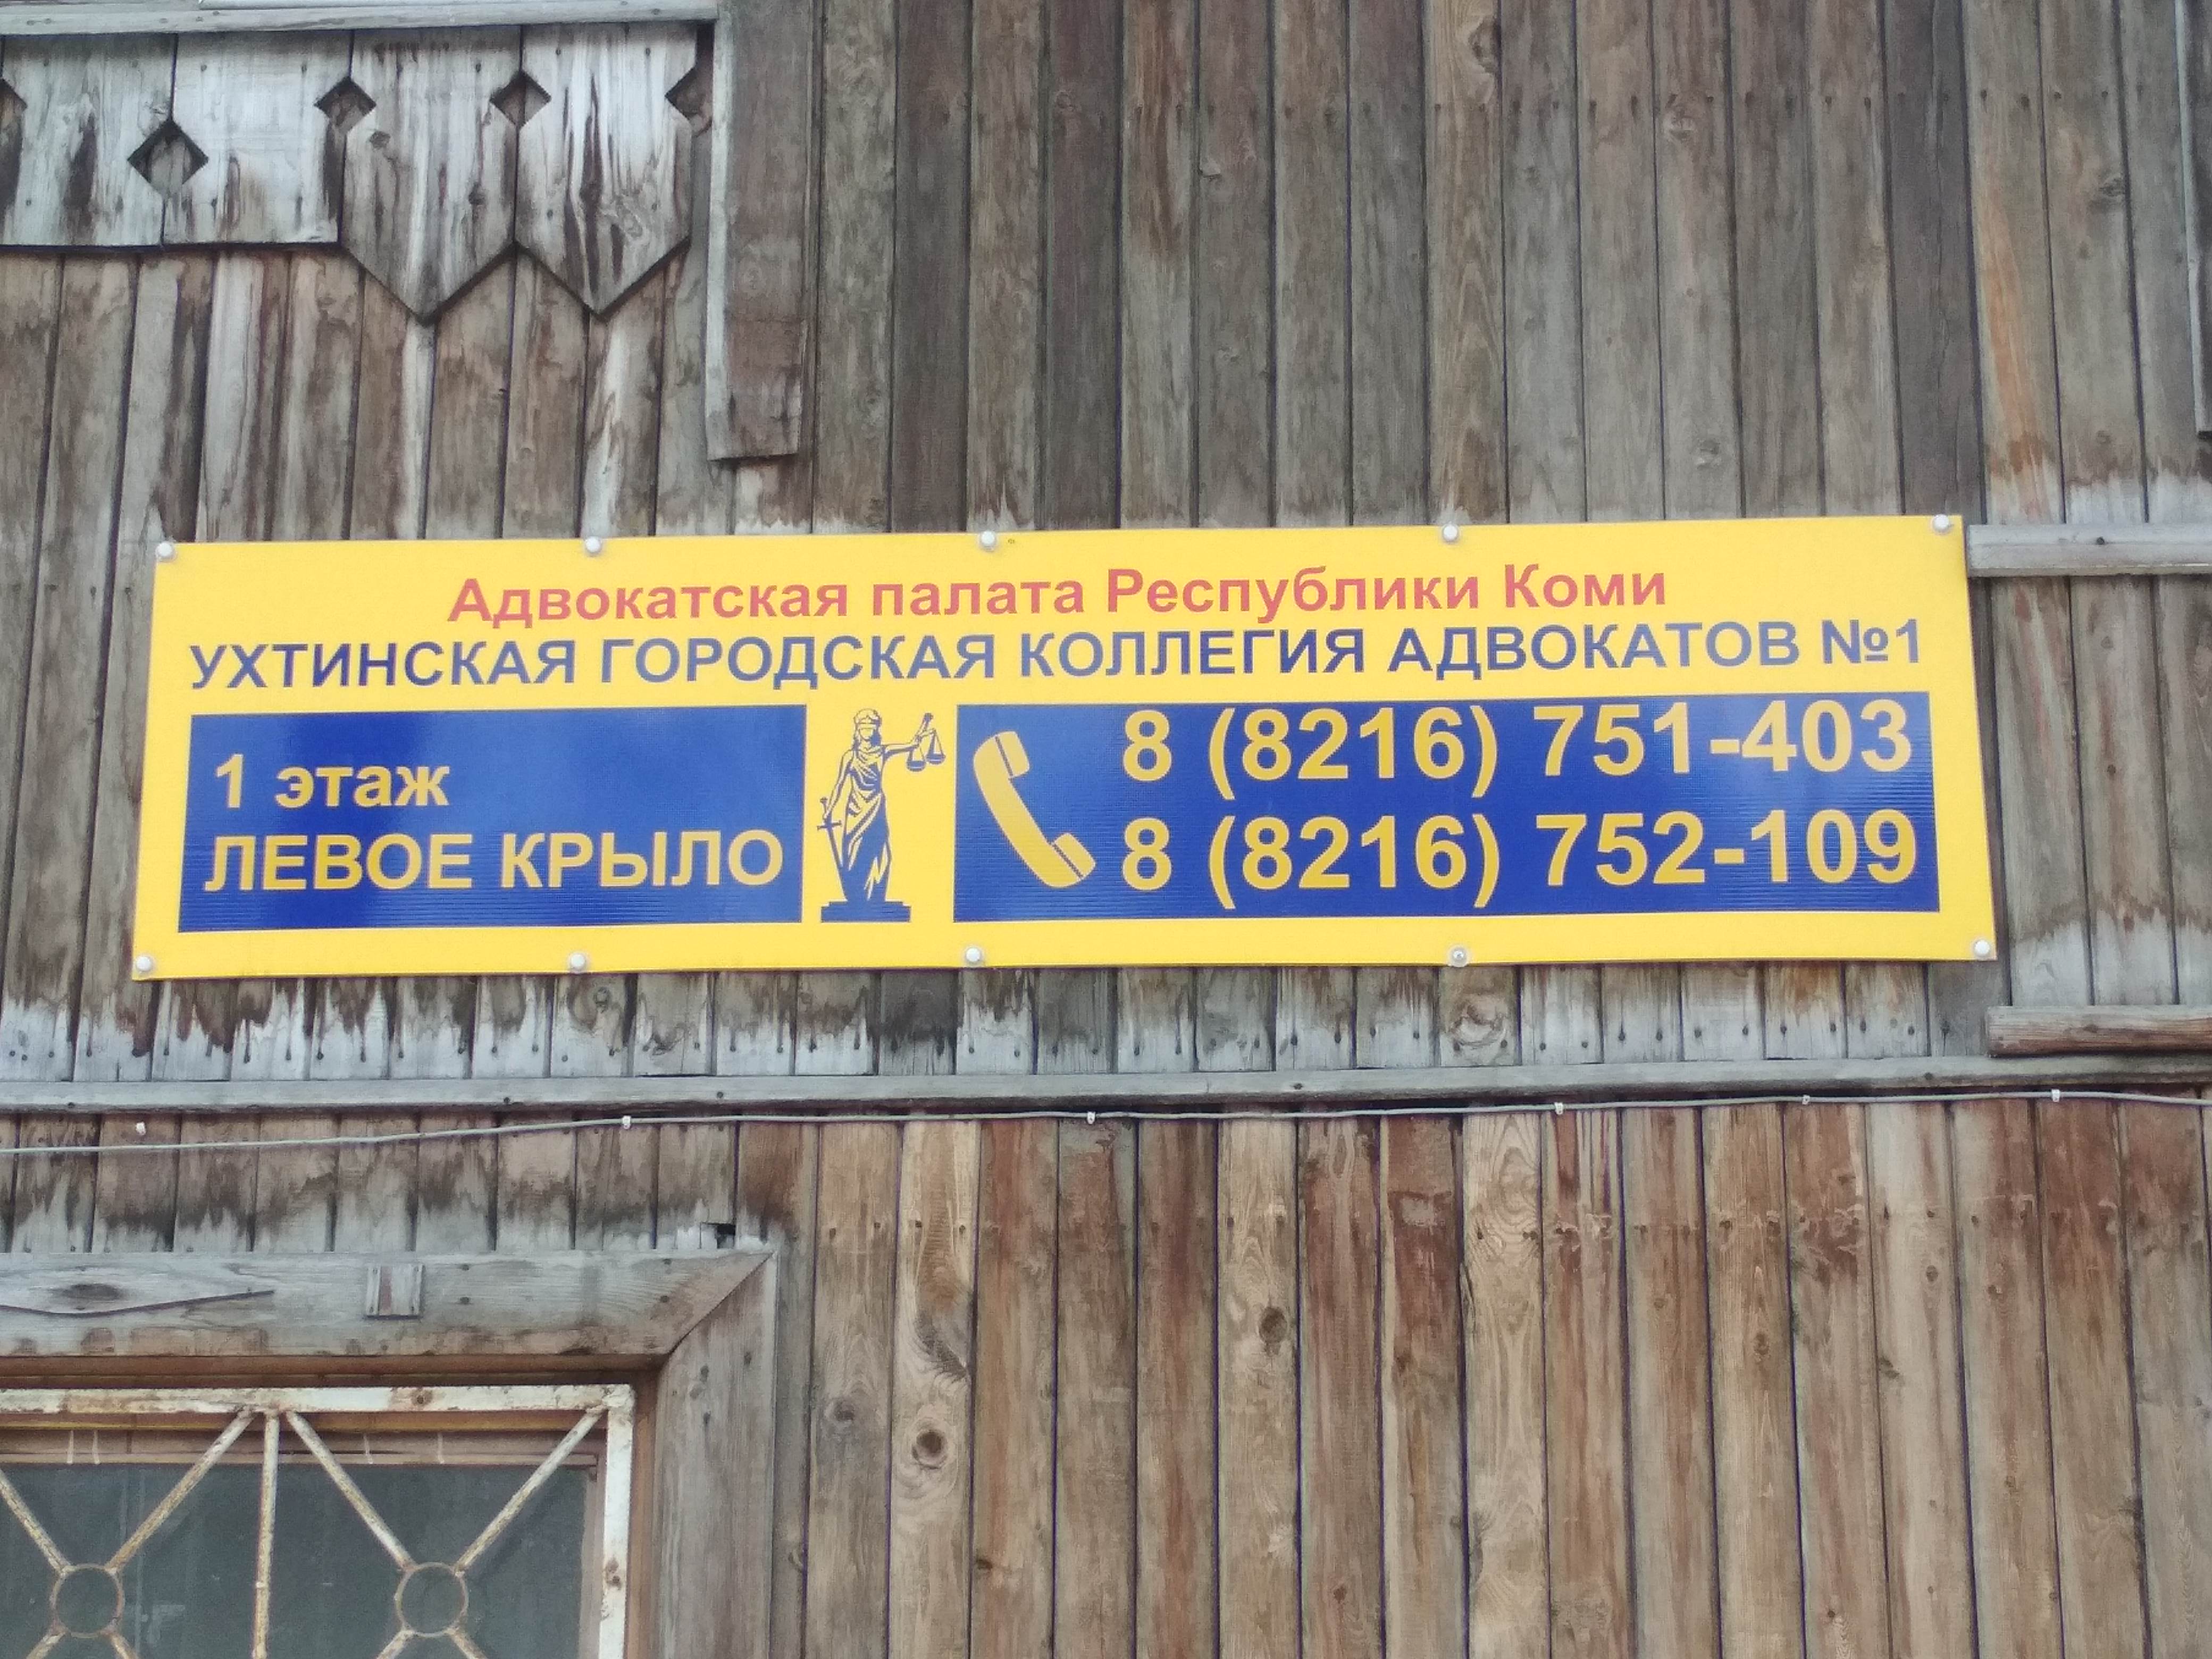 Адвокатская палата Республики Коми
УХТИНСКАЯ ГОРОДСКАЯ КОЛЛЕГИЯ АДВОКАТОВ №1
1 этаж
ЛЕВОЕ КРЫЛО
8 (8216) 751-403
8 (8216) 752-109